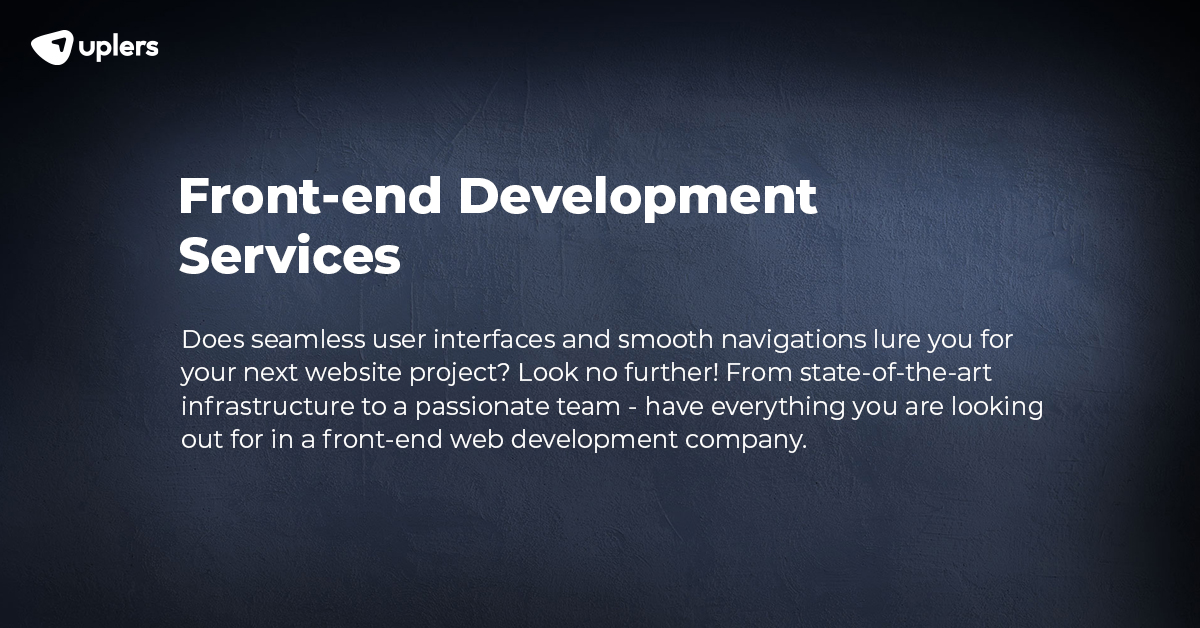 uplers
Front-end Development
Services
Does seamless user interfaces and smooth navigations lure you for
your next website project? Look no further! From state-of-the-art
infrastructure to a passionate team - have everything you are looking
out for in a front-end web development company.